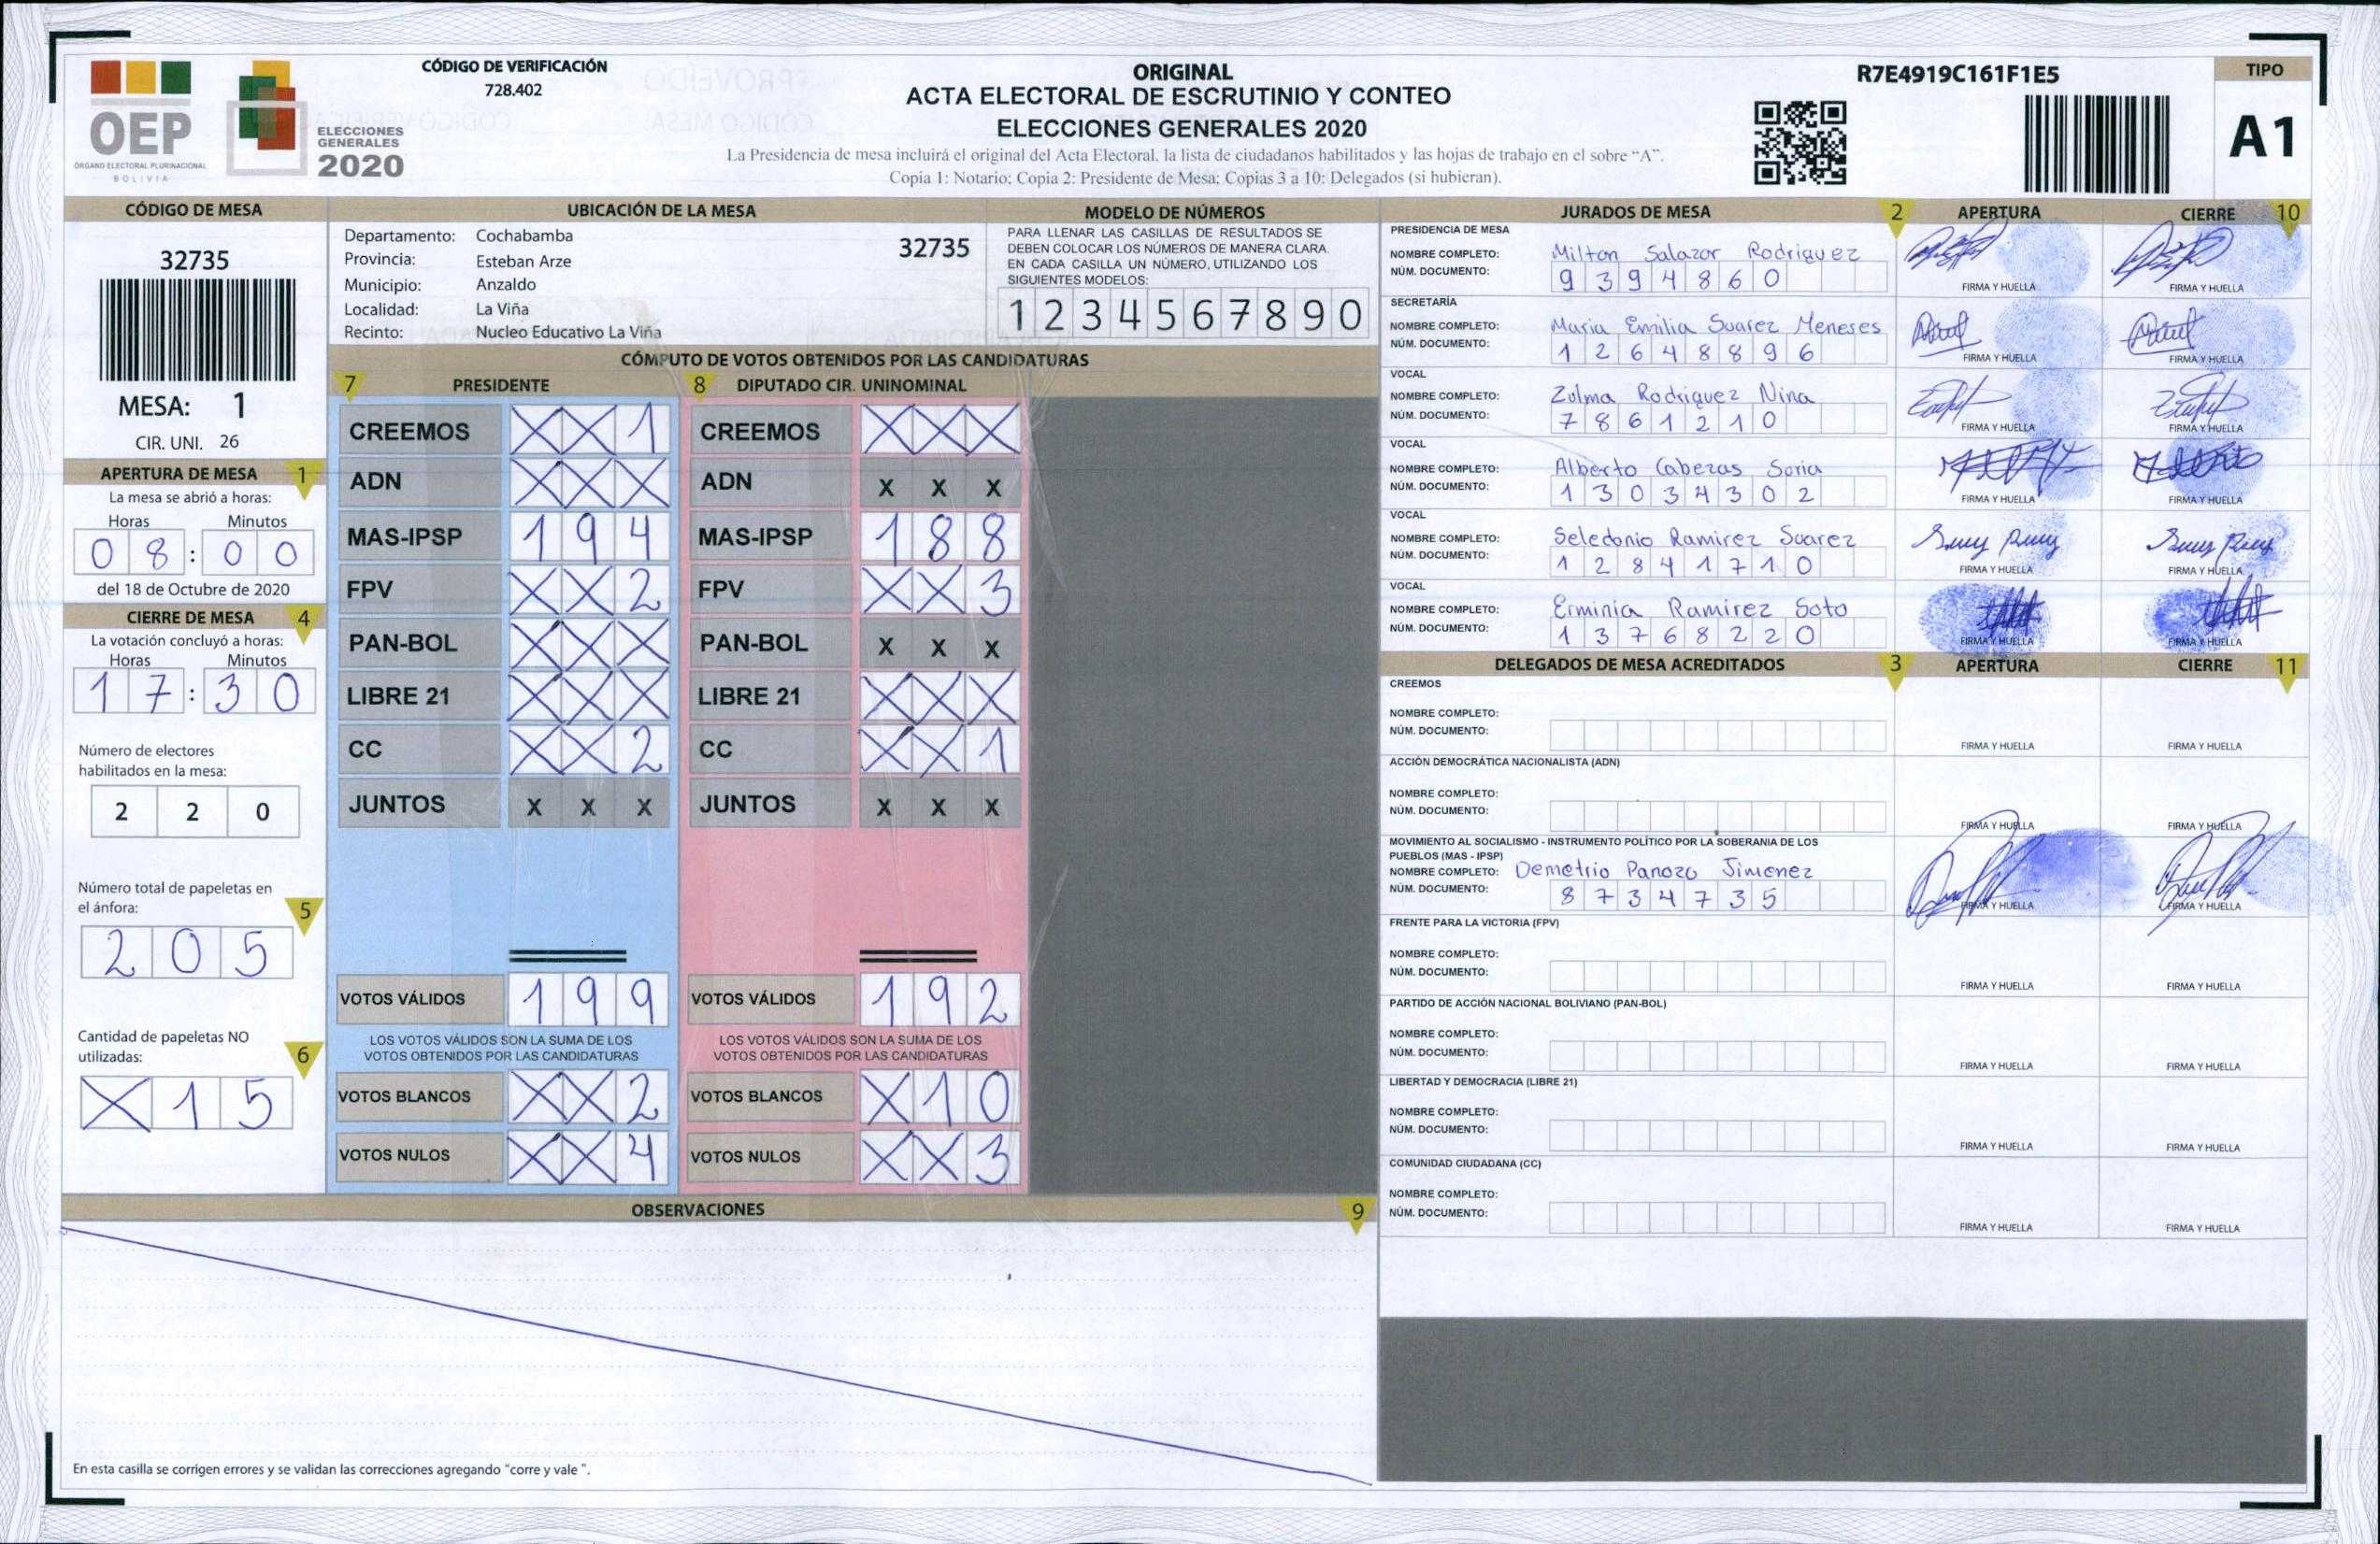 OEP
ÓRGANO ELECTORAL PLURINACIONAL
BOLIVIA
ELECCIONES
GENERALES
2020
CÓDIGO DE VERIFICACIÓN
728.402
ORIGINAL
ACTA ELECTORAL DE ESCRUTINIO Y CONTEO
ELECCIONES GENERALES 2020
La Presidencia de mesa incluirá el original del Acta Electoral, la lista de ciudadanos habilitados y las hojas de trabajo en el sobre “A”.
Copia 1: Notario; Copia 2: Presidente de Mesa; Copias 3 a 10: Delegados (si hubieran).
R7E4919C161F1E5
TIPO
A1
CÓDIGO DE MESA
32735
MESA: 1
CIR. UNI. 26
APERTURA DE MESA 1
La mesa se abrió a horas:
Horas Minutos
0 8 : 0 0
del 18 de Octubre de 2020
CIERRE DE MESA 4
La votación concluyó a horas:
Horas Minutos
1 7 : 3 0
Número de electores
habilitados en la mesa:
2 2 0
Número total de papeletas en
el ánfora: 5
2 0 5
Cantidad de papeletas NO
utilizadas: 6
X 1 5
UBICACIÓN DE LA MESA
Departamento: Cochabamba 32735
Provincia: Esteban Arze
Municipio: Anzaldo
Localidad: La Viña
Recinto: Nucleo Educativo La Viña
MODELO DE NÚMEROS
PARA LLENAR LAS CASILLAS DE RESULTADOS SE
DEBEN COLOCAR LOS NÚMEROS DE MANERA CLARA.
EN CADA CASILLA UN NÚMERO, UTILIZANDO LOS
SIGUIENTES MODELOS:
1 2 3 4 5 6 7 8 9 0
CÓMPUTO DE VOTOS OBTENIDOS POR LAS CANDIDATURAS
7 PRESIDENTE 8 DIPUTADO CIR. UNINOMINAL
CREEMOS X X 1 CREEMOS X X X
ADN X X X ADN X X X
MAS-IPSP 1 9 4 MAS-IPSP 1 8 8
FPV X X 2 FPV X X 3
PAN-BOL X X X PAN-BOL X X X
LIBRE 21 X X X LIBRE 21 X X X
CC X X 2 CC X X 1
JUNTOS X X X JUNTOS X X X
VOTOS VÁLIDOS 1 9 9 VOTOS VÁLIDOS 1 9 2
LOS VOTOS VÁLIDOS SON LA SUMA DE LOS LOS VOTOS VÁLIDOS SON LA SUMA DE LOS
VOTOS OBTENIDOS POR LAS CANDIDATURAS VOTOS OBTENIDOS POR LAS CANDIDATURAS
VOTOS BLANCOS X X 2 VOTOS BLANCOS X 1 0
VOTOS NULOS X X 4 VOTOS NULOS X X 3
OBSERVACIONES 9
En esta casilla se corrigen errores y se validan las correcciones agregando “corre y vale ”.
JURADOS DE MESA 2 APERTURA CIERRE 10
PRESIDENCIA DE MESA
NOMBRE COMPLETO: Milton Salazar Rodriguez
NÚM. DOCUMENTO: 9 3 9 4 8 6 0
FIRMA Y HUELLA FIRMA Y HUELLA
SECRETARÍA
NOMBRE COMPLETO: Maria Emilia Suarez Meneses
NÚM. DOCUMENTO: 1 2 6 4 8 8 9 6
FIRMA Y HUELLA FIRMA Y HUELLA
VOCAL
NOMBRE COMPLETO: Zulma Rodriguez Nina
NÚM. DOCUMENTO: 7 8 6 1 2 1 0
FIRMA Y HUELLA FIRMA Y HUELLA
VOCAL
NOMBRE COMPLETO: Alberto Cabezas Soria
NÚM. DOCUMENTO: 1 3 0 3 4 3 0 2
FIRMA Y HUELLA FIRMA Y HUELLA
VOCAL
NOMBRE COMPLETO: Seledonio Ramirez Suarez
NÚM. DOCUMENTO: 1 2 8 4 1 7 1 0
FIRMA Y HUELLA FIRMA Y HUELLA
VOCAL
NOMBRE COMPLETO: Erminia Ramirez Soto
NÚM. DOCUMENTO: 1 3 7 6 8 2 2 0
FIRMA Y HUELLA FIRMA Y HUELLA
DELEGADOS DE MESA ACREDITADOS 3 APERTURA CIERRE 11
CREEMOS
NOMBRE COMPLETO:
NÚM. DOCUMENTO:
FIRMA Y HUELLA FIRMA Y HUELLA
ACCIÓN DEMOCRÁTICA NACIONALISTA (ADN)
NOMBRE COMPLETO:
NÚM. DOCUMENTO:
FIRMA Y HUELLA FIRMA Y HUELLA
MOVIMIENTO AL SOCIALISMO - INSTRUMENTO POLÍTICO POR LA SOBERANIA DE LOS
PUEBLOS (MAS - IPSP)
NOMBRE COMPLETO: Demetrio Panozo Jimenez
NÚM. DOCUMENTO: 8 7 3 4 7 3 5
FIRMA Y HUELLA FIRMA Y HUELLA
FRENTE PARA LA VICTORIA (FPV)
NOMBRE COMPLETO:
NÚM. DOCUMENTO:
FIRMA Y HUELLA FIRMA Y HUELLA
PARTIDO DE ACCIÓN NACIONAL BOLIVIANO (PAN-BOL)
NOMBRE COMPLETO:
NÚM. DOCUMENTO:
FIRMA Y HUELLA FIRMA Y HUELLA
LIBERTAD Y DEMOCRACIA (LIBRE 21)
NOMBRE COMPLETO:
NÚM. DOCUMENTO:
FIRMA Y HUELLA FIRMA Y HUELLA
COMUNIDAD CIUDADANA (CC)
NOMBRE COMPLETO:
NÚM. DOCUMENTO:
FIRMA Y HUELLA FIRMA Y HUELLA